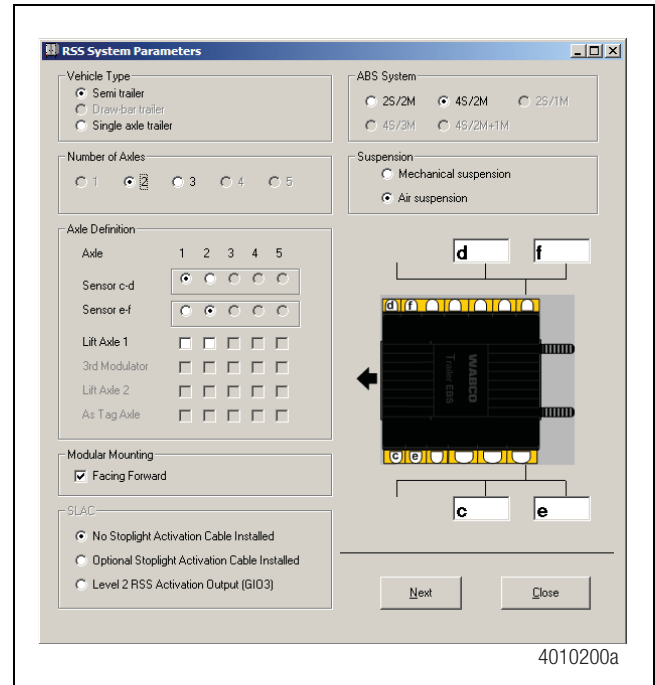 RSS System Parameters
Vehicle Type
Semi trailer
Draw-bar trailer
Single axle trailer
ABS System
2S/2M 4S/2M 2S/1M
4S/3M 4S/2M+1M
Number of Axles
1 2 3 4 5
Suspension
Mechanical suspension
Air suspension
Axle Definition
Axle 1 2 3 4 5
Sensor c-d
Sensor e-f
Lift Axle 1
3rd Modulator
Lift Axle 2
As Tag Axle
d f
d f
WABCO
Trailer EBS
c e
c e
Modular Mounting
Facing Forward
SLAC
No Stoplight Activation Cable Installed
Optional Stoplight Activation Cable Installed
Level 2 RSS Activation Output (GIO3)
Next Close
4010200a